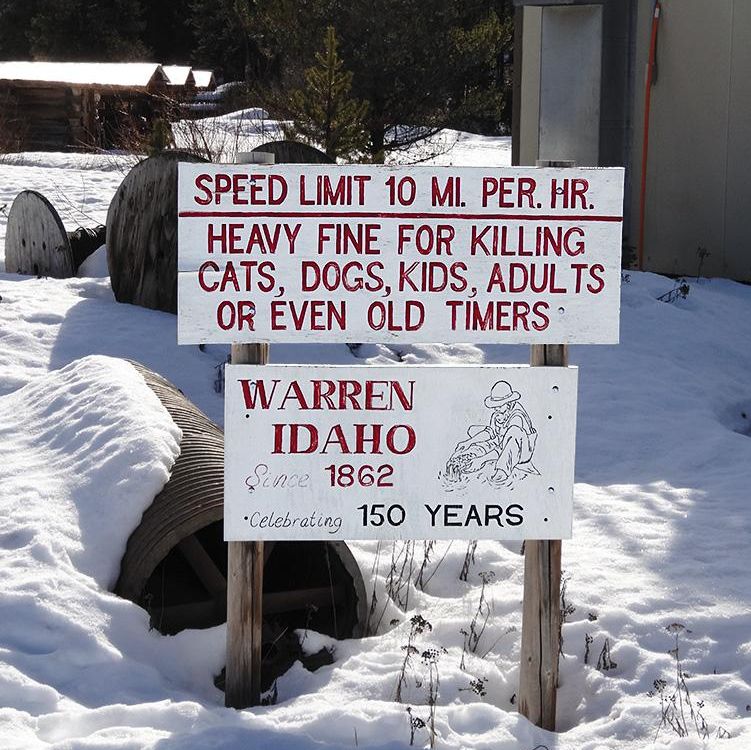 SPEED LIMIT 10 MI. PER. HR.
HEAVY FINE FOR KILLING
CATS, DOGS, KIDS, ADULTS
OR EVEN OLD TIMERS
WARREN
IDAHO
Since 1862
Celebrating 150 YEARS